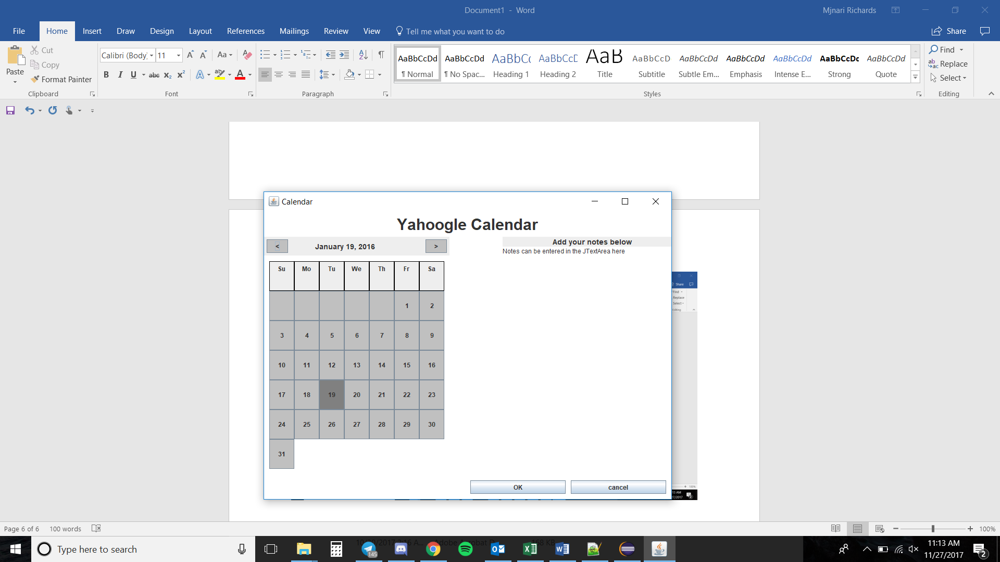 Document1 - Word
Mjnari Richards
File Home Insert Draw Design Layout References Mailings Review View Tell me what you want to do Share
Paste
Cut
Copy
Format Painter
Clipboard
Calibri (Body) 11 Aa
B I U abc x₂ x² A ab A
Font
Paragraph
AaBbCcDd AaBbCcDd AaBbCc AaBbCcD AaB AaBbCcD AaBbCcDd AaBbCcDd AaBbCcDd AaBbCcDc AaBbCcDd
¶ Normal ¶ No Spac... Heading 1 Heading 2 Title Subtitle Subtle Em... Emphasis Intense E... Strong Quote
Styles
Find
Replace
Select
Editing
Calendar
Yahoogle Calendar
< January 19, 2016 >
Add your notes below
Notes can be entered in the JTextArea here
Su Mo Tu We Th Fr Sa
1 2
3 4 5 6 7 8 9
10 11 12 13 14 15 16
17 18 19 20 21 22 23
24 25 26 27 28 29 30
31
OK cancel
Share
Find
Replace
Select
Editing
100%
Page 6 of 6 100 words
100%
Type here to search
145
11:13 AM
11/27/2017
2